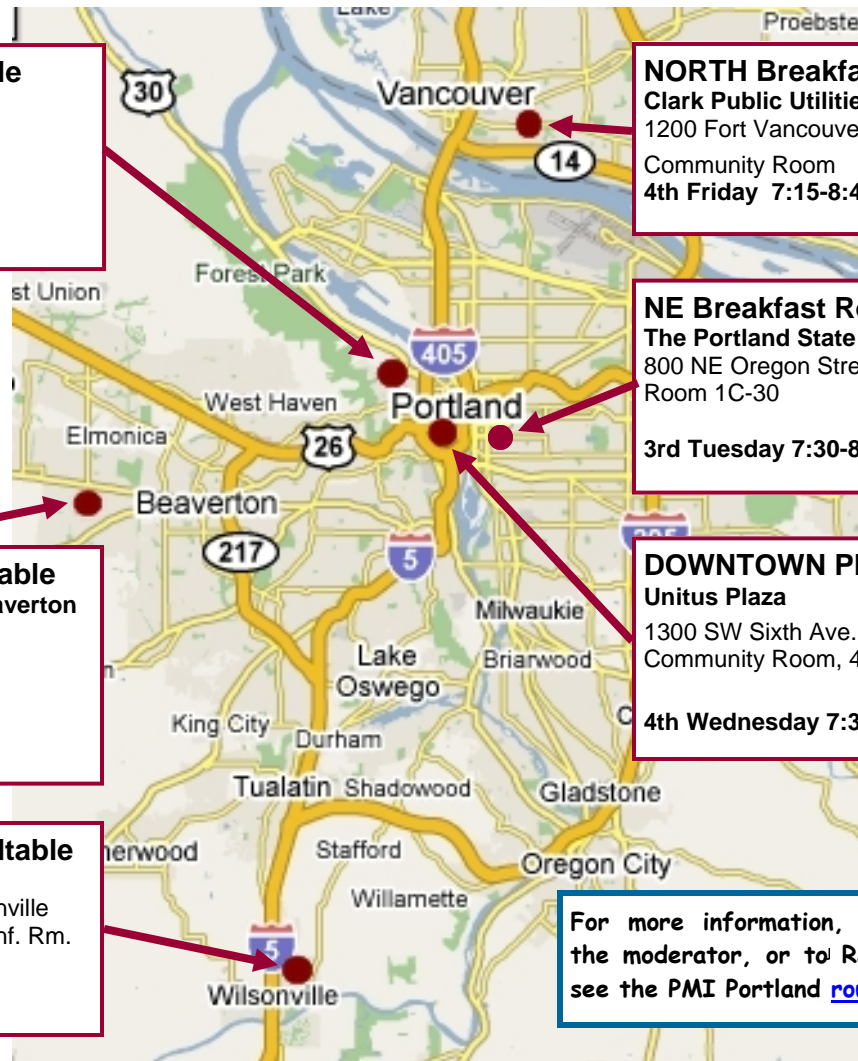 Lake
Proebste
30
Vancouver
14
Forest Park
st Union
405
West Haven
Portland
Elmonica
26
Beaverton
217
5
Milwaukie
Lake
Oswego
Briarwood
King City
Durham
Tualatin
Shadowood
Gladstone
herwood
Stafford
Oregon City
Willamette
5
Wilsonville
le
able
averton
ltable
nville
nf. Rm.
NORTH Breakfa
Clark Public Utilitie
1200 Fort Vancouve
Community Room
4th Friday 7:15-8:4
NE Breakfast Ro
The Portland State
800 NE Oregon Stre
Room 1C-30
3rd Tuesday 7:30-8
DOWNTOWN Pl
Unitus Plaza
1300 SW Sixth Ave.
Community Room, 4
4th Wednesday 7:3
For more information,
the moderator, or to R
see the PMI Portland rou